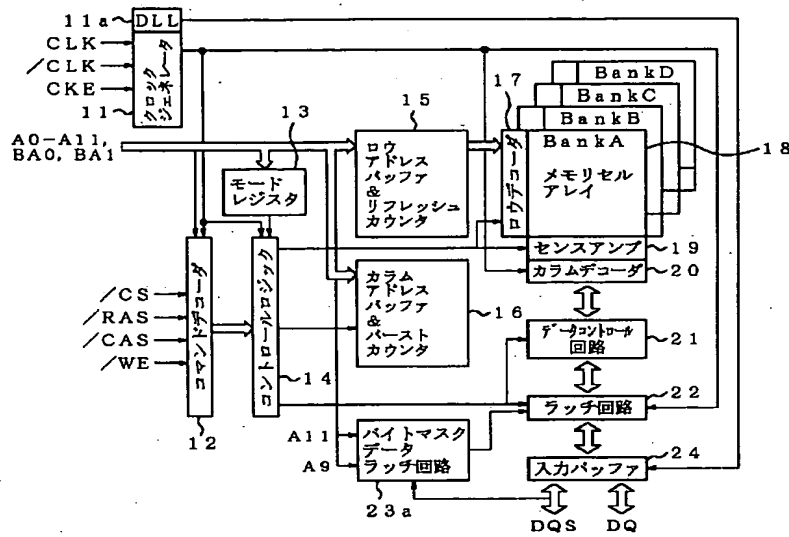 11a
DLL
CLK
/CLK
CKE
11
クロック
ジェネレータ
A0-A11,
BA0, BA1
13
モード
レジスタ
15
ロウ
アドレス
バッファ
&
リフレッシュ
カウンタ
17
ロウデコーダ
BankD
BankC
BankB
BankA
メモリセル
アレイ
18
センスアンプ
19
カラムデコーダ
20
/CS
/RAS
/CAS
/WE
コマンドデコーダ
12
コントロールロジック
14
カラム
アドレス
バッファ
&
バースト
カウンタ
16
データコントロール
回路
21
ラッチ回路
22
A11
A9
バイトマスク
データ
ラッチ回路
23a
入力バッファ
24
DQS
DQ